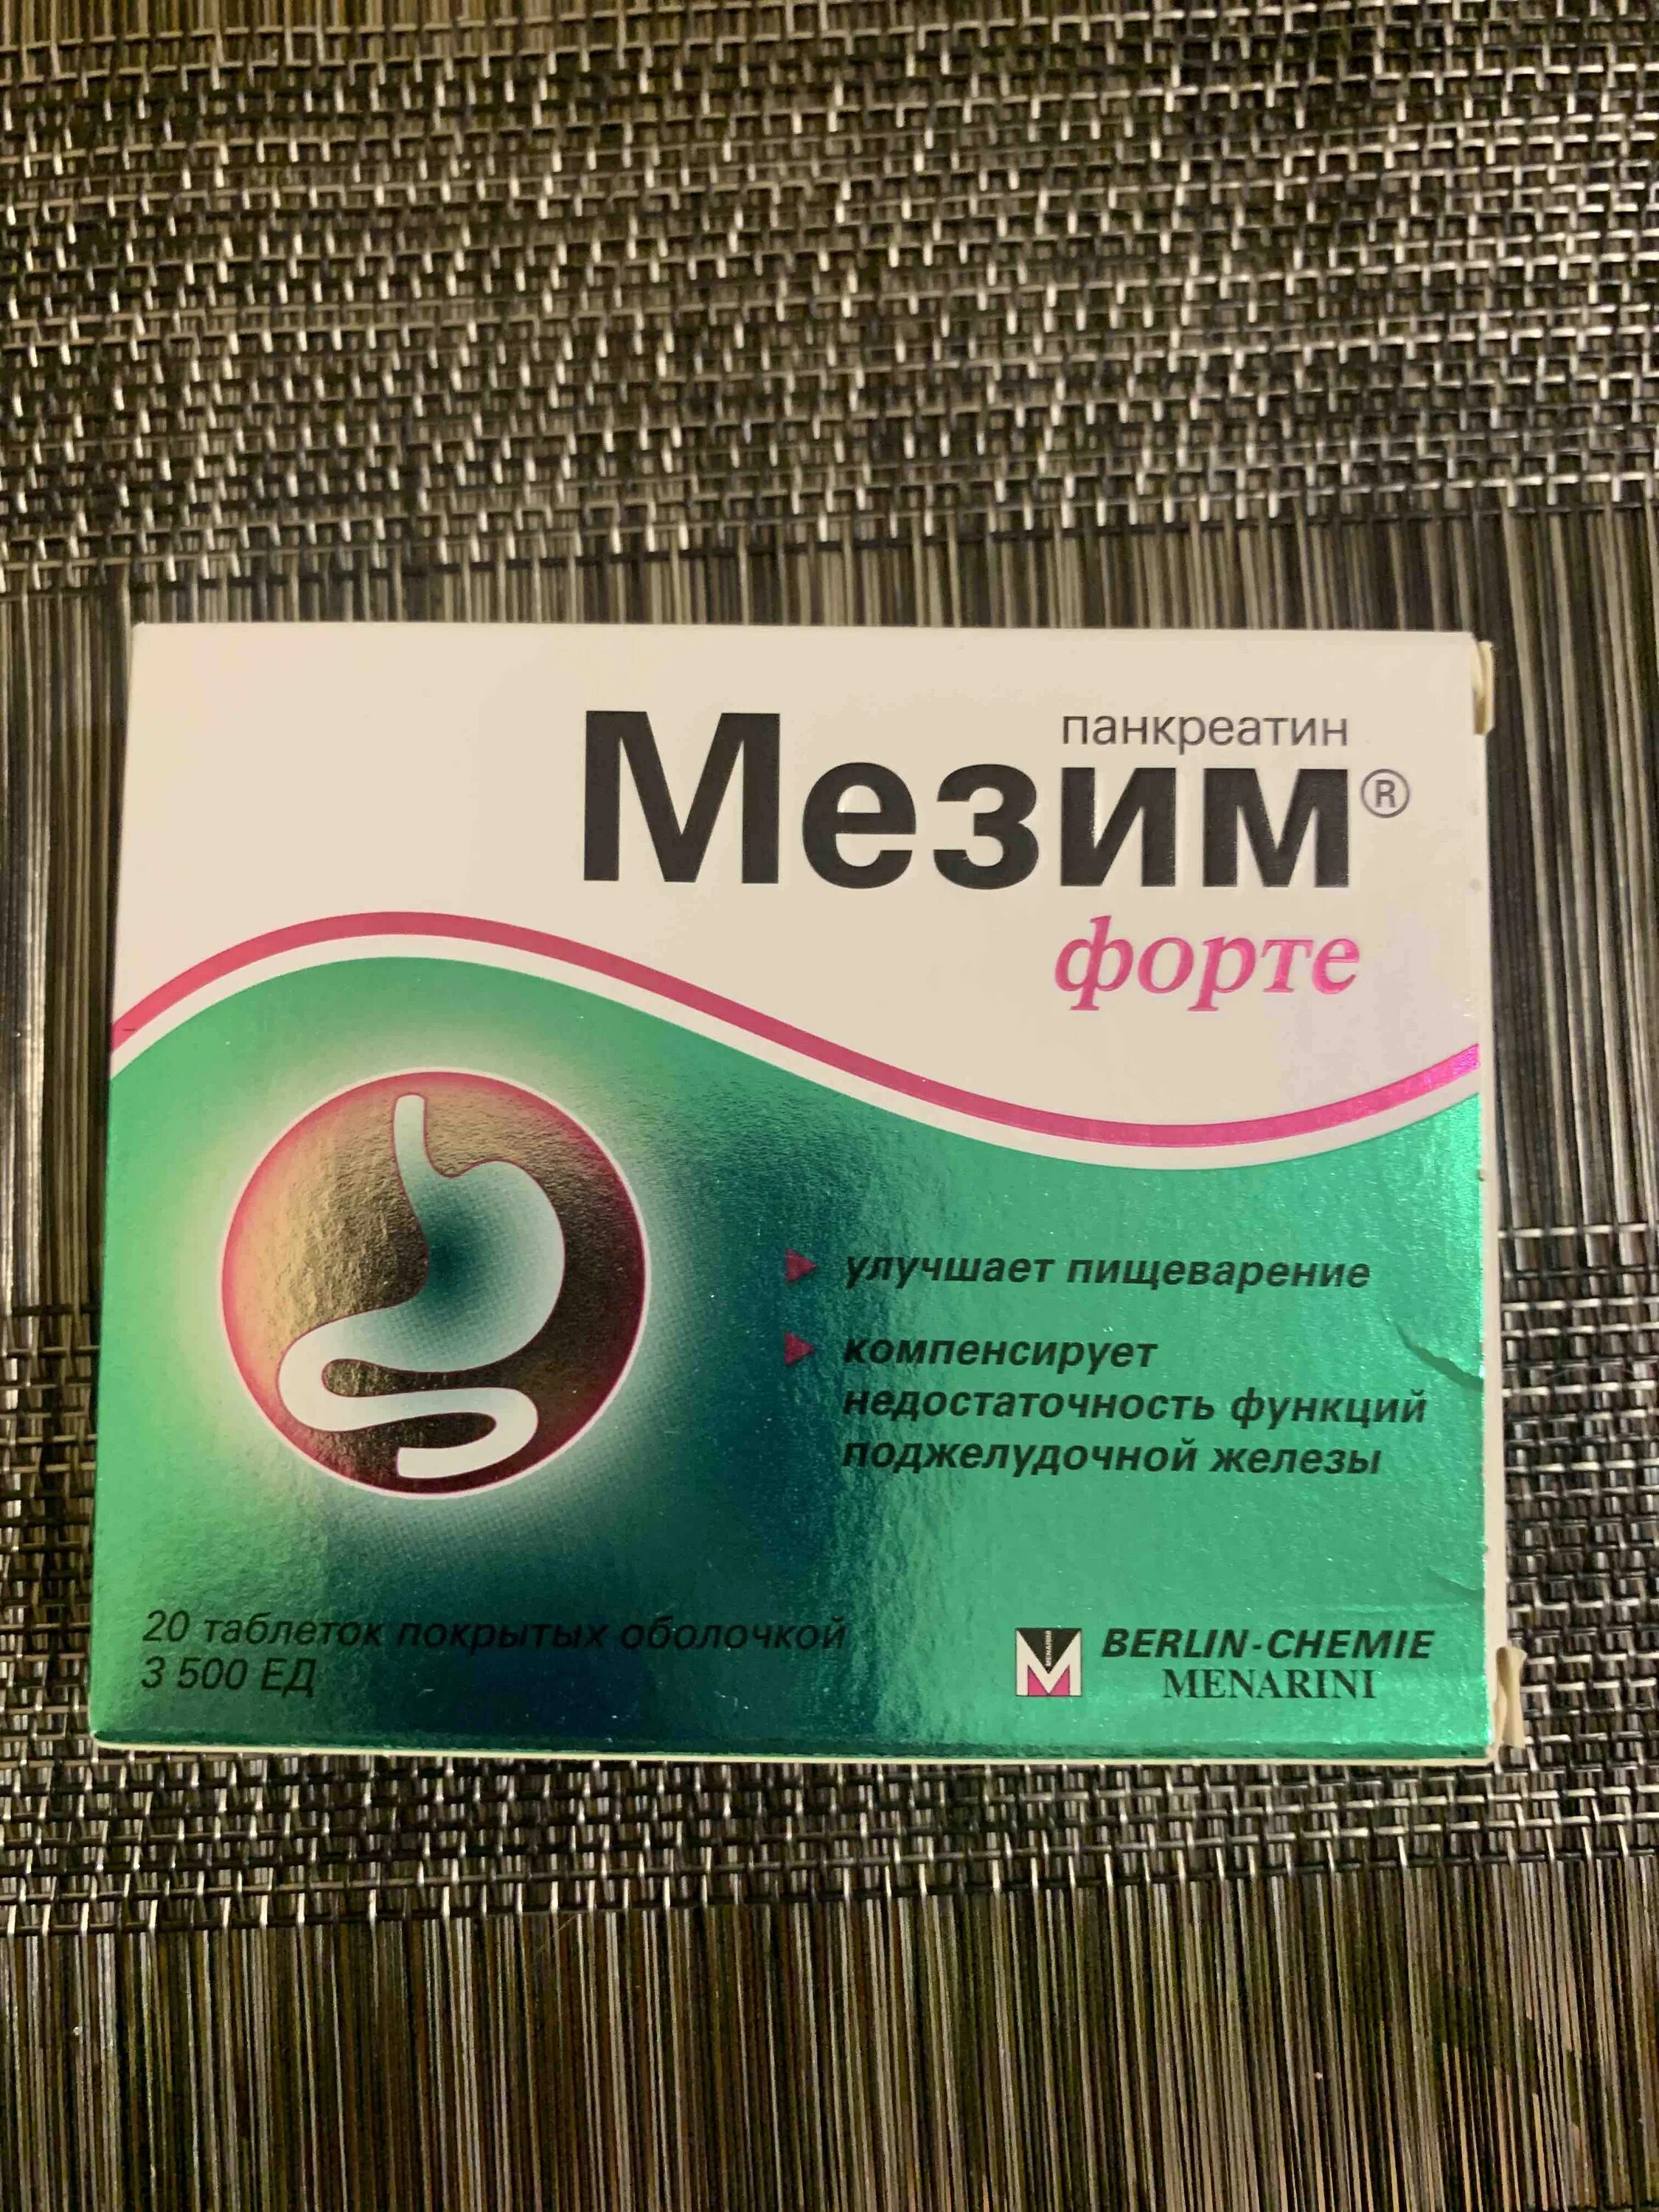 панкреатин
Мезим®
форте
улучшает пищеварение
компенсирует
недостаточность функций
поджелудочной железы
20 таблеток покрытых оболочкой
3 500 ЕД
BERLIN-CHEMIE
MENARINI